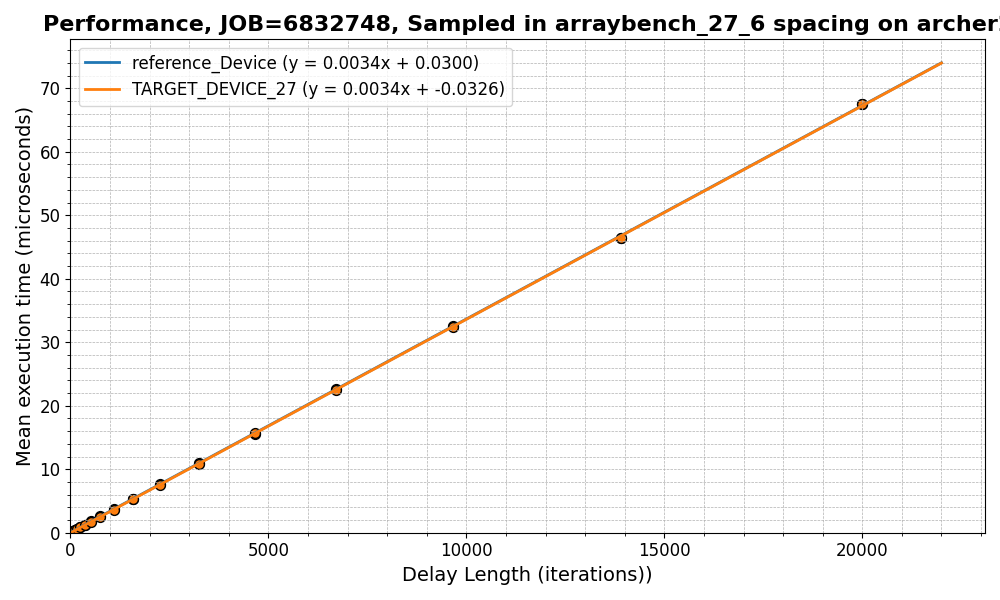 Performance, JOB=6832748, Sampled in arraybench_27_6 spacing on archer
reference_Device (y = 0.0034x + 0.0300)
TARGET_DEVICE_27 (y = 0.0034x + -0.0326)
Mean execution time (microseconds)
70
60
50
40
30
20
10
0
0 5000 10000 15000 20000
Delay Length (iterations))